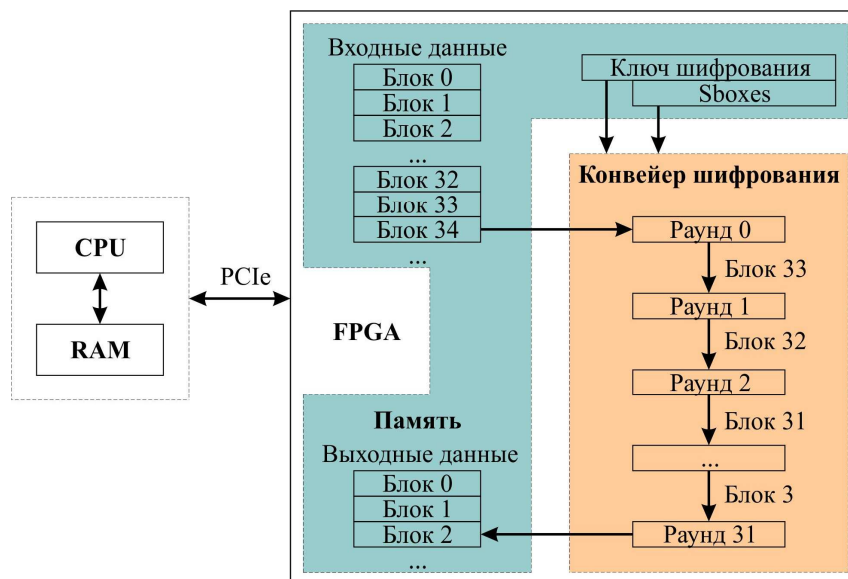 Входные данные
Блок 0
Блок 1
Блок 2
...
Блок 32
Блок 33
Блок 34
...
Ключ шифрования
Sboxes
Конвейер шифрования
Раунд 0
Блок 33
Раунд 1
Блок 32
Раунд 2
Блок 31
...
Блок 3
Раунд 31
CPU
RAM
PCIe
FPGA
Память
Выходные данные
Блок 0
Блок 1
Блок 2
...